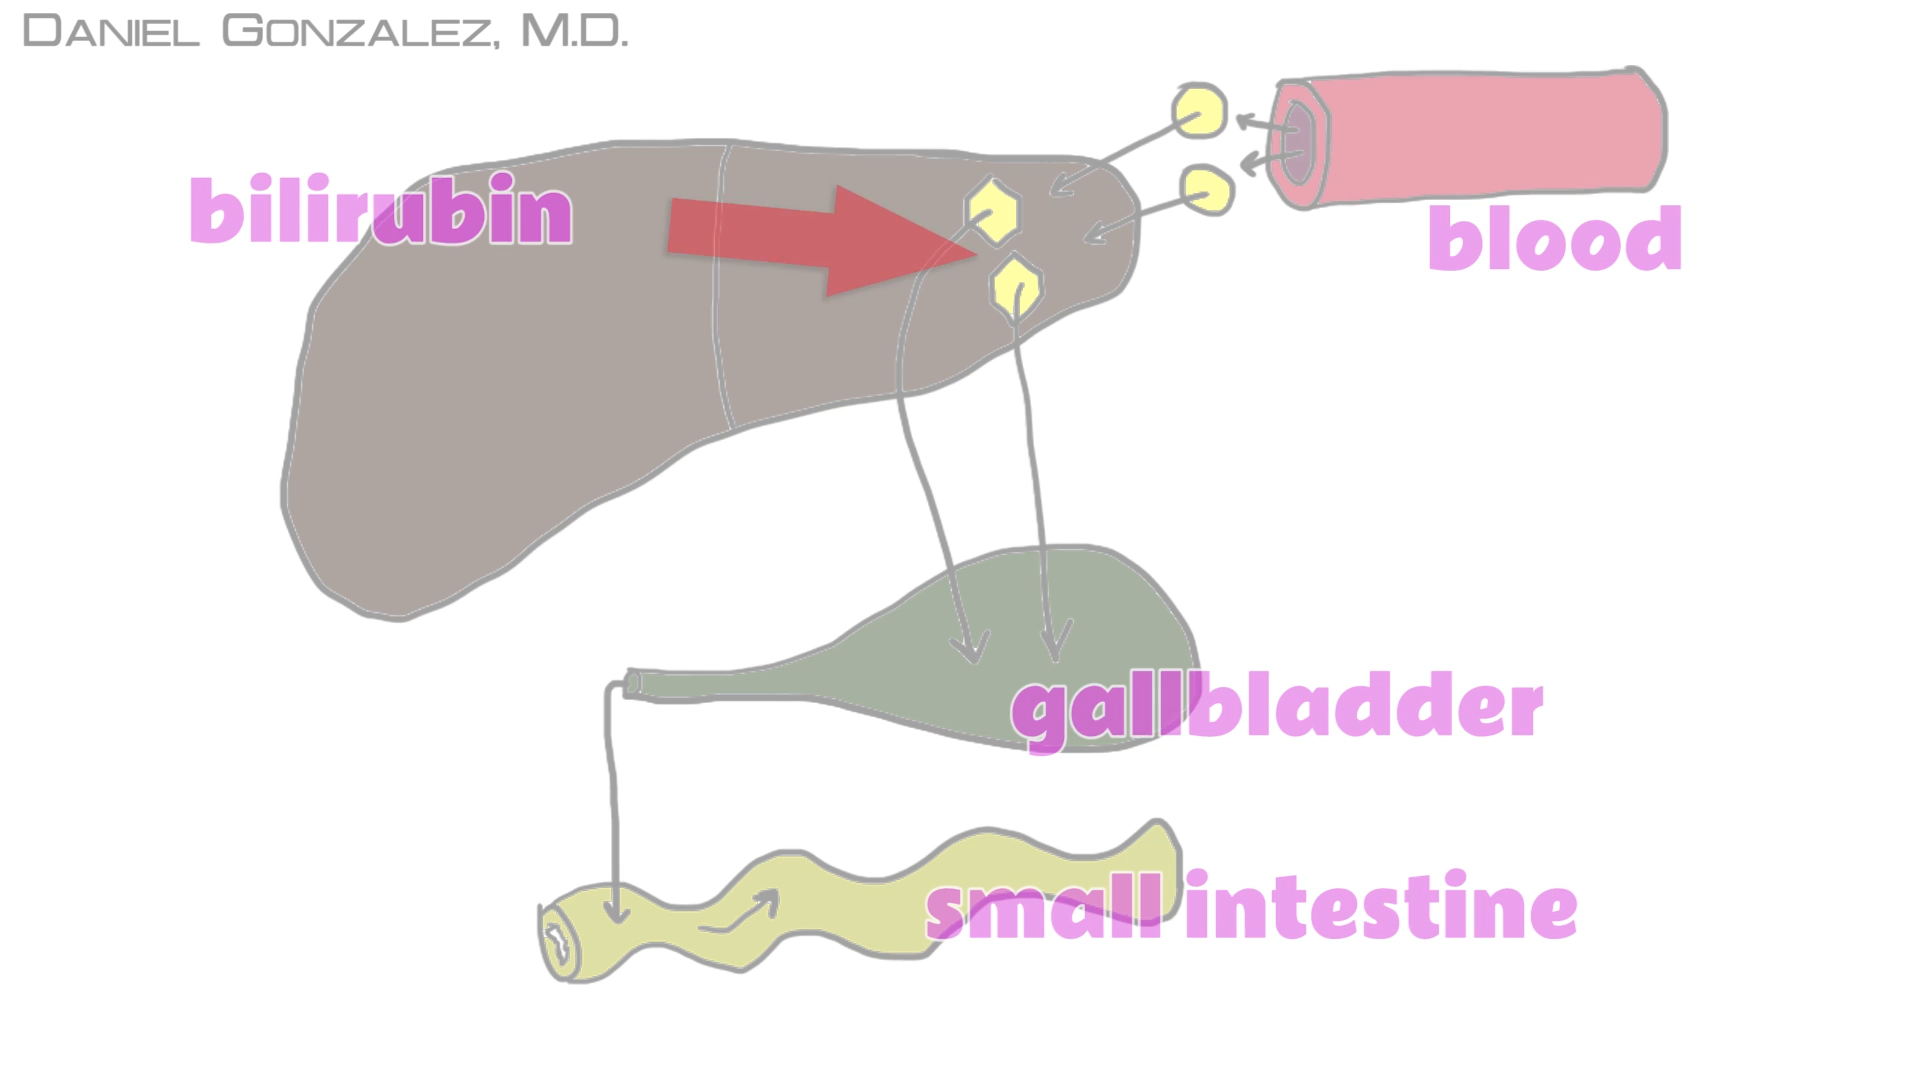 DANIEL GONZALEZ, M.D.
bilirubin
blood
gallbladder
small intestine